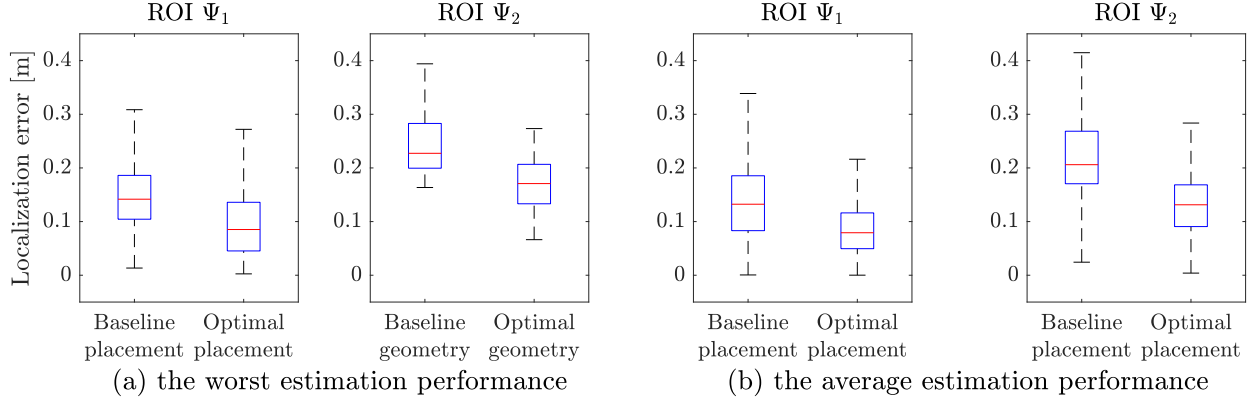 ROI Ψ1
ROI Ψ2
ROI Ψ1
ROI Ψ2
Localization error [m]
0.4
0.3
0.2
0.1
0
0.4
0.3
0.2
0.1
0
0.4
0.3
0.2
0.1
0
0.4
0.3
0.2
0.1
0
Baseline placement
Optimal placement
Baseline geometry
Optimal geometry
Baseline placement
Optimal placement
Baseline placement
Optimal placement
(a) the worst estimation performance
(b) the average estimation performance